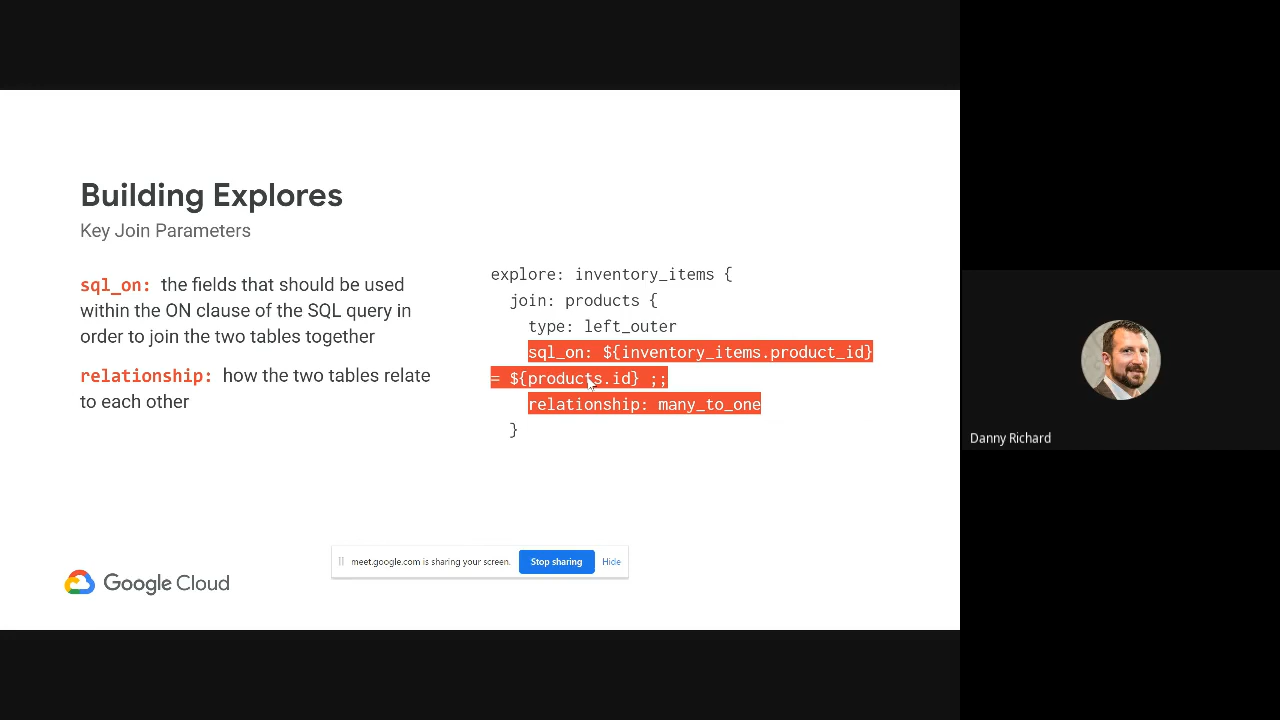 Building Explores
Key Join Parameters
sql_on: the fields that should be used
within the ON clause of the SQL query in
order to join the two tables together
relationship: how the two tables relate
to each other
explore: inventory_items {
join: products {
type: left_outer
sql_on: ${inventory_items.product_id}
= ${products.id} ;;
relationship: many_to_one
}
meet.google.com is sharing your screen. Stop sharing Hide
Google Cloud
Danny Richard